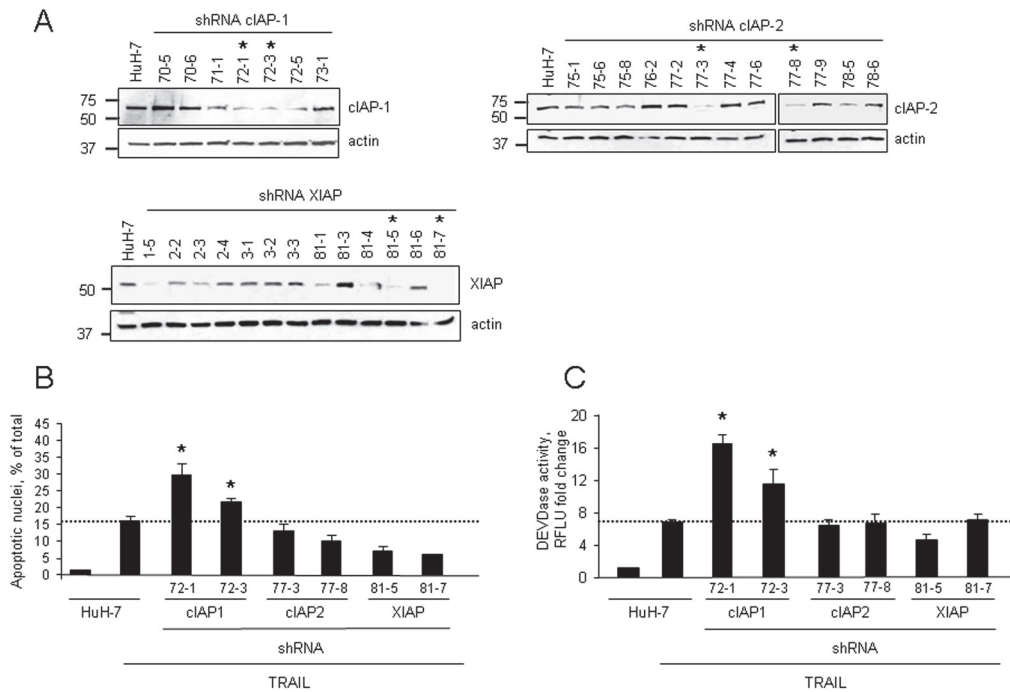 A
shRNA cIAP-1
* *
HuH-7 70-5 70-6 71-1 72-1 72-3 72-5 73-1
75
50
cIAP-1
37
actin
shRNA cIAP-2
* *
HuH-7 75-1 75-6 75-8 76-2 77-2 77-3 77-4 77-6 77-8 77-9 78-5 78-6
75
50
cIAP-2
37
actin
shRNA XIAP
* *
HuH-7 1-5 2-2 2-3 2-4 3-1 3-2 3-3 81-1 81-3 81-4 81-5 81-6 81-7
50
XIAP
37
actin
B
Apoptotic nuclei, % of total
45
40
35
30
25
20
15
10
5
0
* *
72-1 72-3 77-3 77-8 81-5 81-7
HuH-7 cIAP1 cIAP2 XIAP
shRNA
TRAIL
C
DEVDase activity,
RFLU fold change
20
16
12
8
4
0
* *
72-1 72-3 77-3 77-8 81-5 81-7
HuH-7 cIAP1 cIAP2 XIAP
shRNA
TRAIL